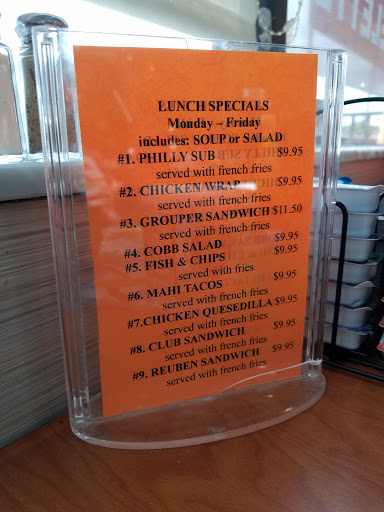 LUNCH SPECIALS
Monday – Friday
includes: SOUP or SALAD
#1. PHILLY SUB $9.95
served with french fries
#2. CHICKEN WRAP $9.95
served with french fries
#3. GROUPER SANDWICH $11.50
served with french fries
#4. COBB SALAD $9.95
#5. FISH & CHIPS $9.95
served with fries
#6. MAHI TACOS $9.95
served with french fries
#7.CHICKEN QUESEDILLA $9.95
served with french fries
#8. CLUB SANDWICH $9.95
served with french fries
#9. REUBEN SANDWICH $9.95
served with french fries